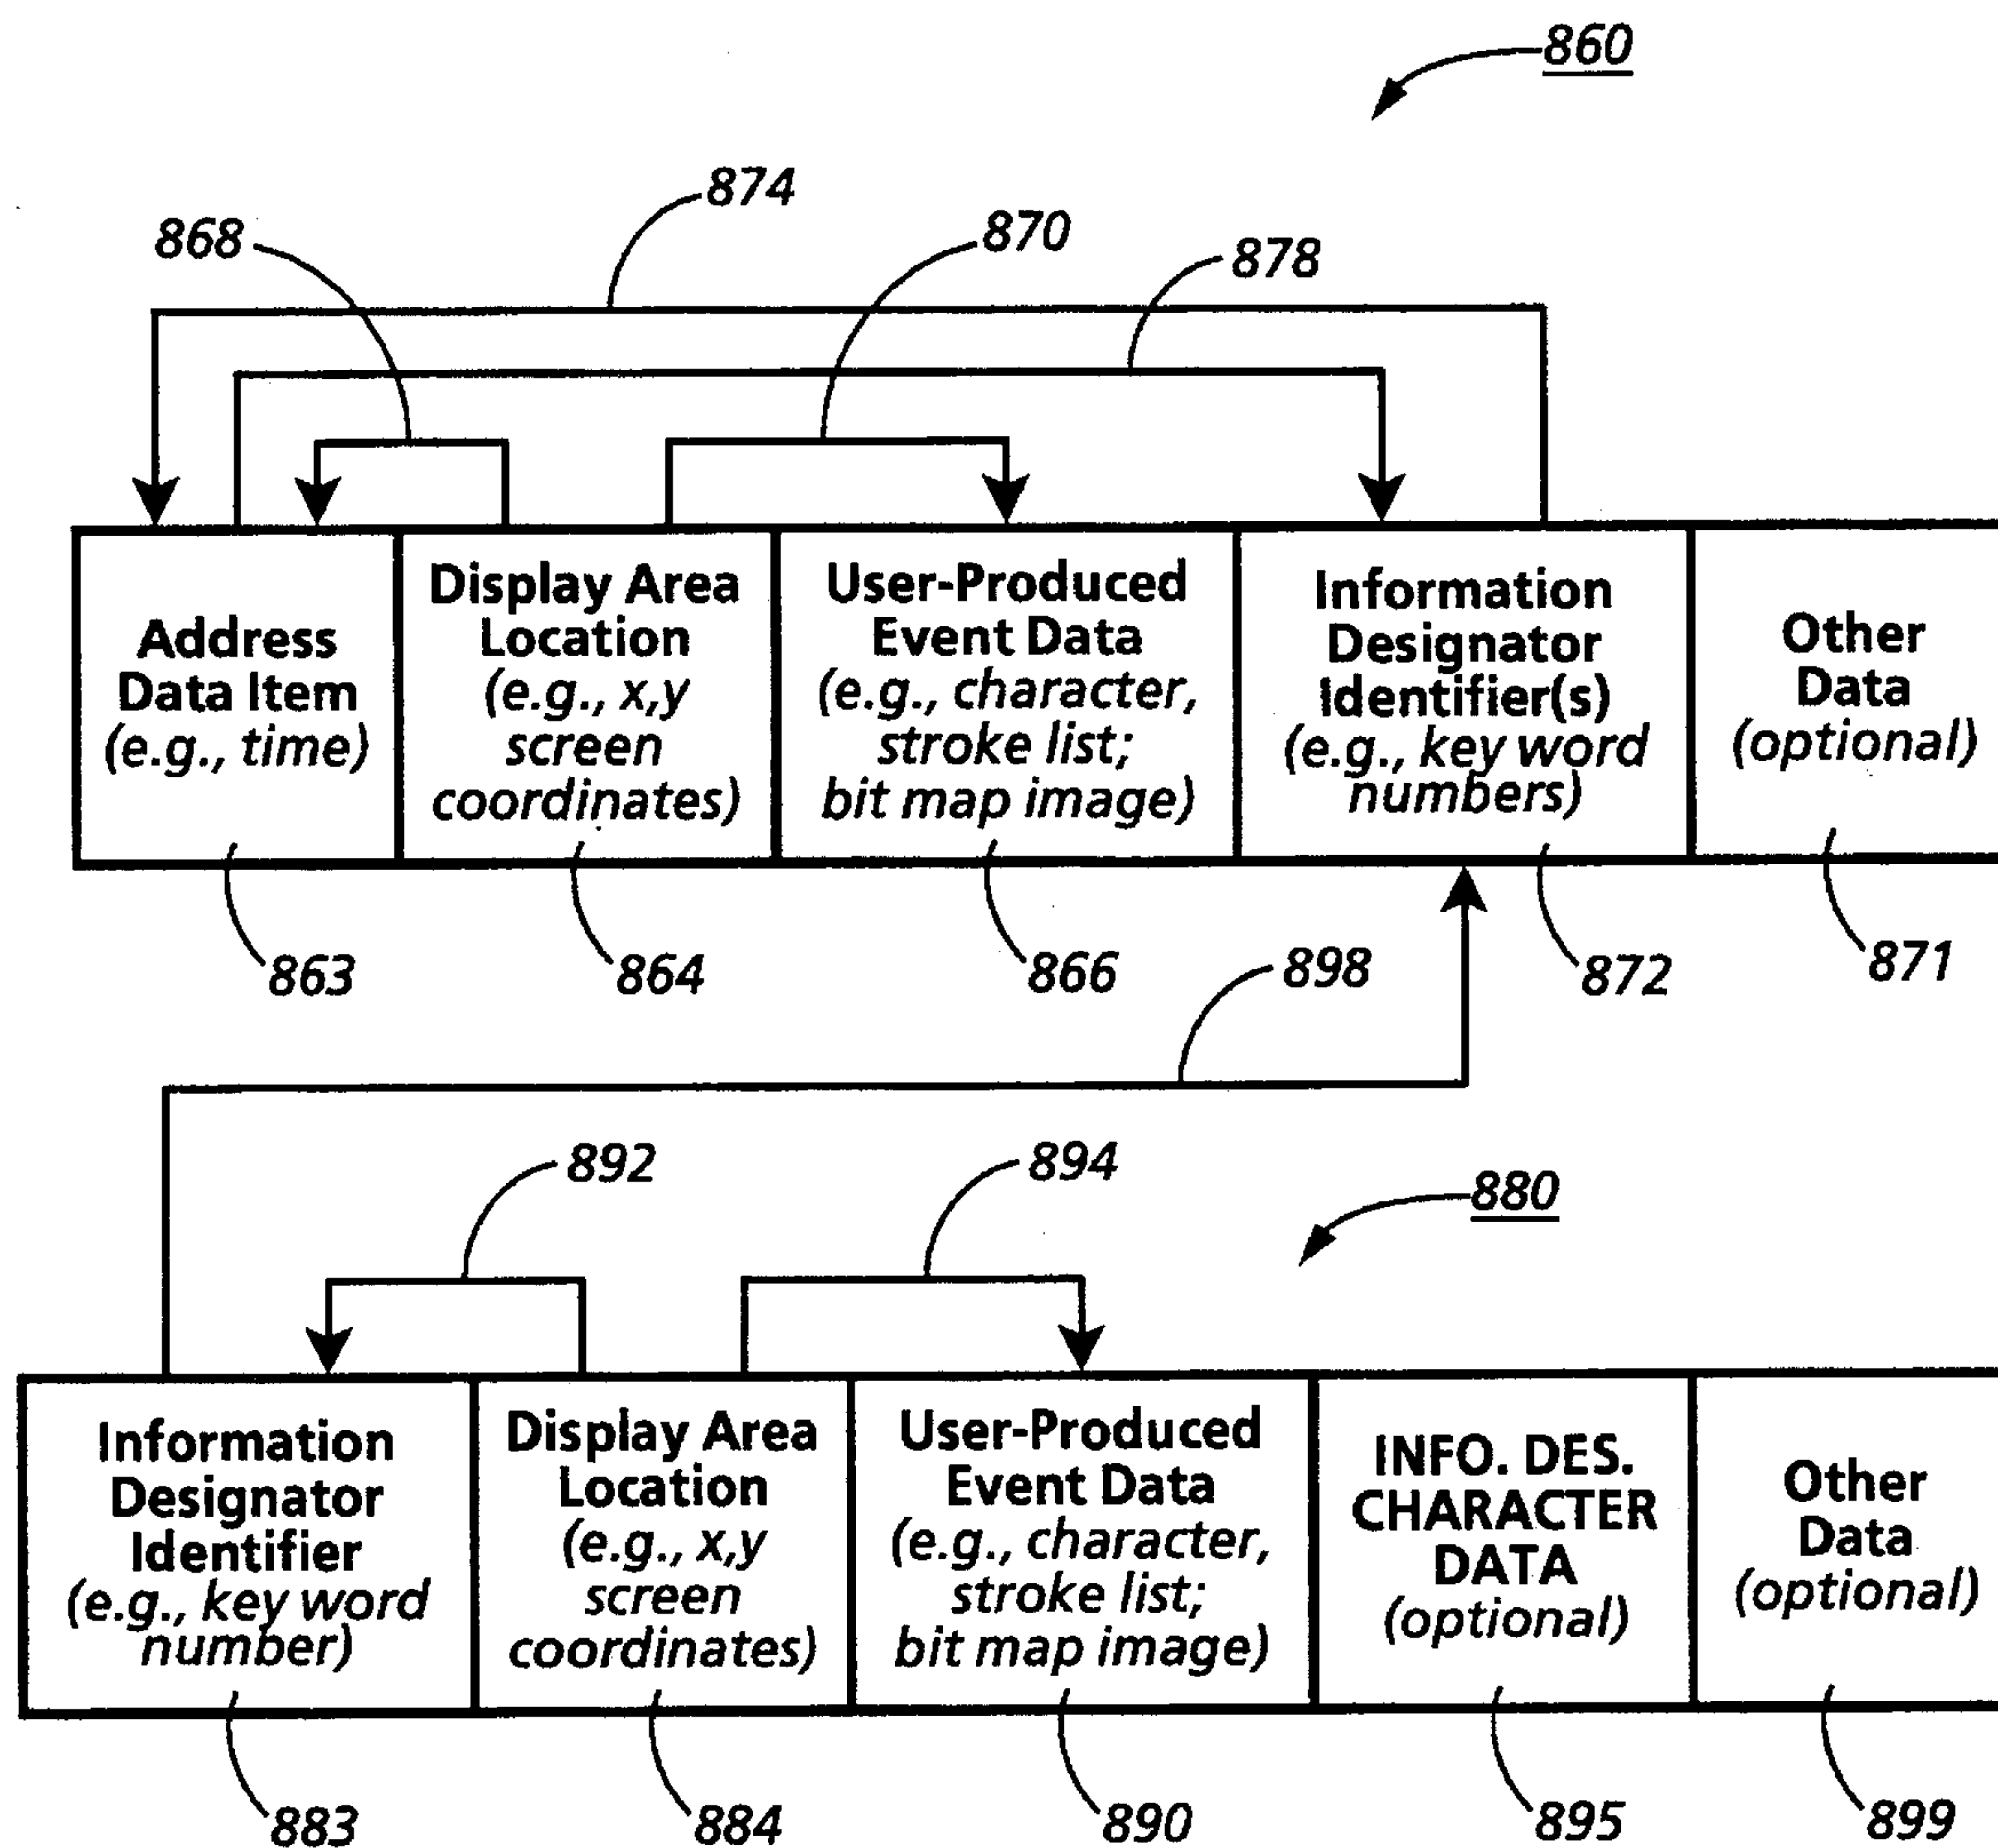 860
874
868
870
878
Address
Data Item
(e.g., time)
Display Area
Location
(e.g., x,y
screen
coordinates)
User-Produced
Event Data
(e.g., character,
stroke list;
bit map image)
Information
Designator
Identifier(s)
(e.g., key word
numbers)
Other
Data
(optional)
863
864
866
898
872
871
892
894
880
Information
Designator
Identifier
(e.g., key word
number)
Display Area
Location
(e.g., x,y
screen
coordinates)
User-Produced
Event Data
(e.g., character,
stroke list;
bit map image)
INFO. DES.
CHARACTER
DATA
(optional)
Other
Data
(optional)
883
884
890
895
899